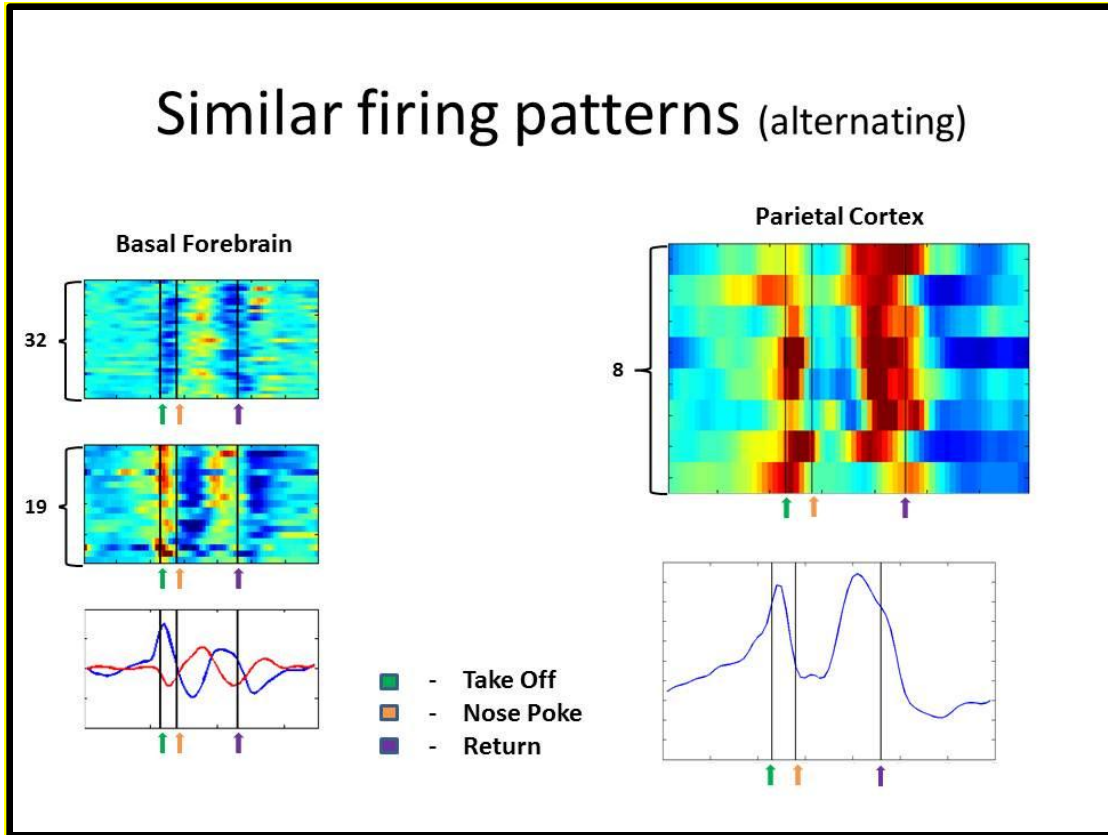 Similar firing patterns (alternating)
Basal Forebrain
32
19
Parietal Cortex
8
- Take Off
- Nose Poke
- Return